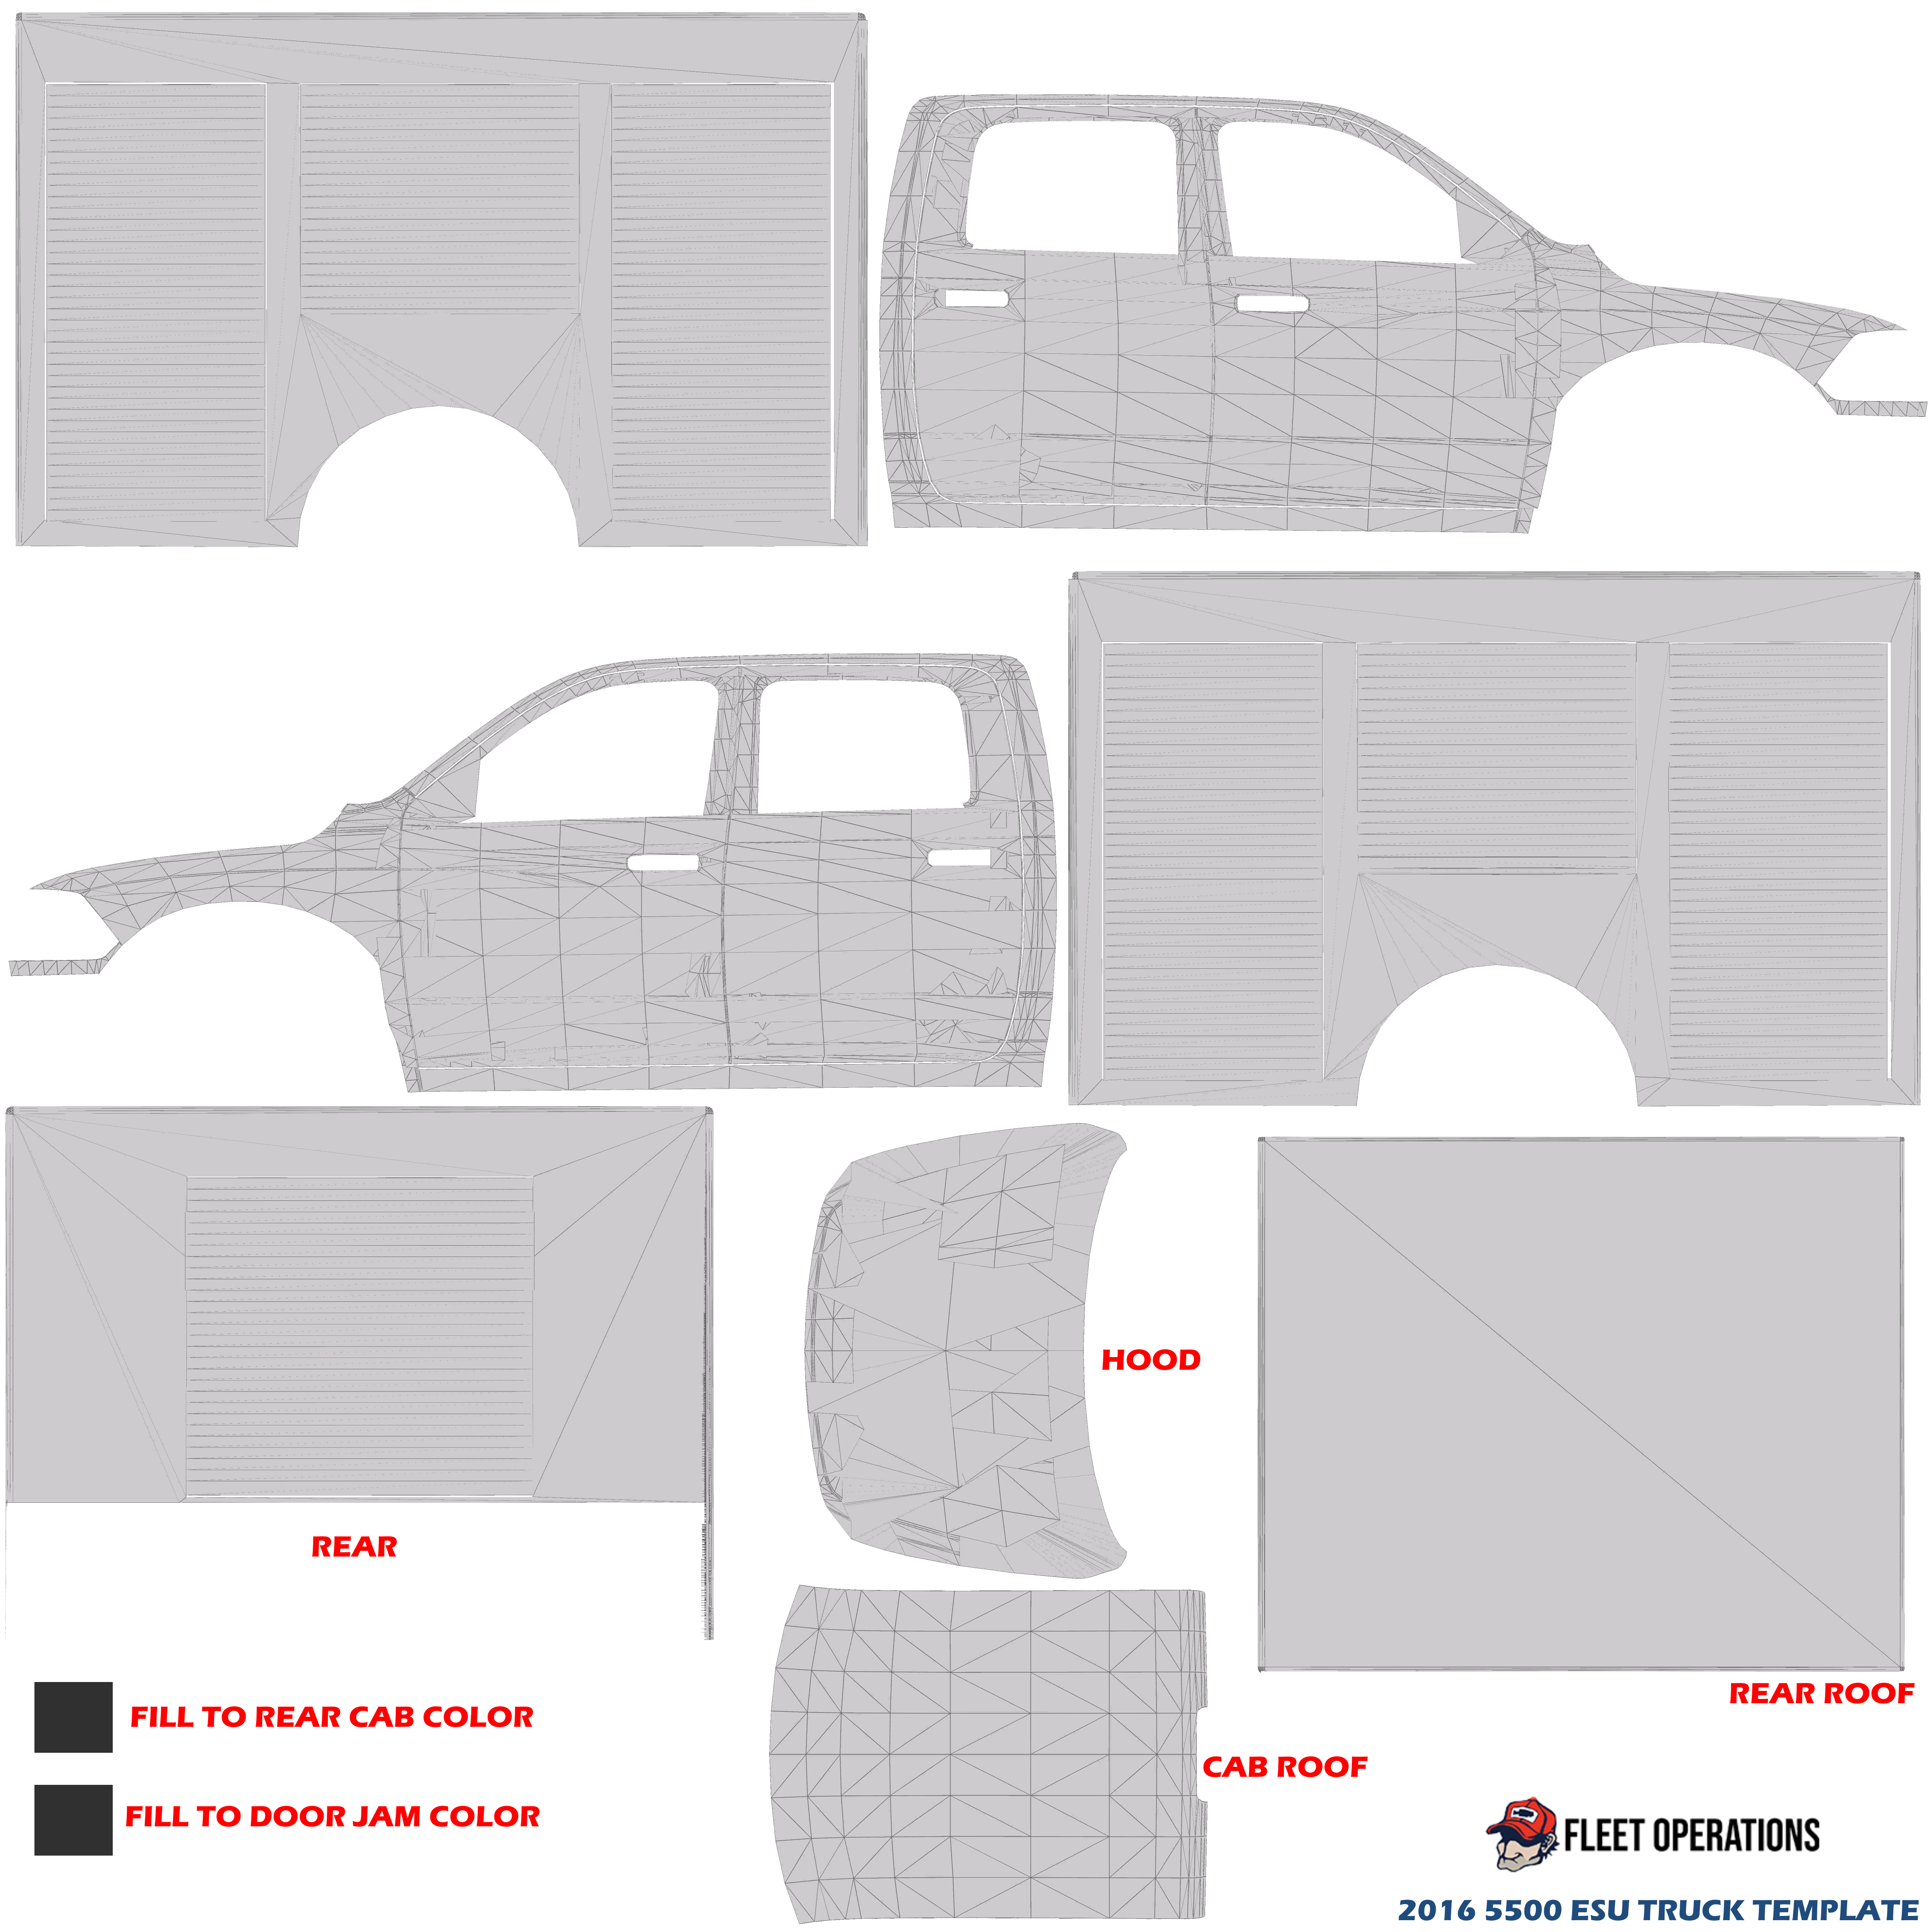 HOOD
REAR
REAR ROOF
FILL TO REAR CAB COLOR
CAB ROOF
FILL TO DOOR JAM COLOR
FLEET OPERATIONS
2016 5500 ESU TRUCK TEMPLATE